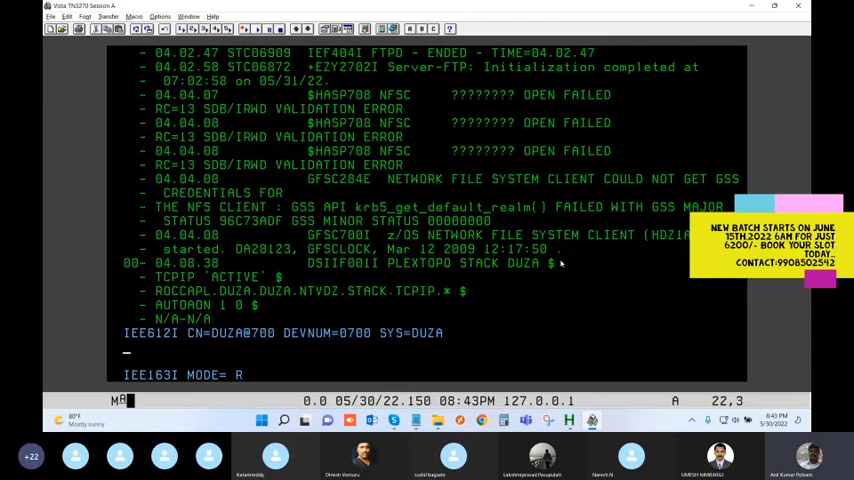 Vista TN3270 Session A
File Edit Font Transfer Macro Options Window Help
A B C ?
- 04.02.47 STC06909 IEF404I FTPD - ENDED - TIME=04.02.47
- 04.02.58 STC06872 +EZY2702I Server-FTP: Initialization completed at
- 07:02:58 on 05/31/22.
- 04.04.07 $HASP708 NFSC ???????? OPEN FAILED
- RC=13 SDB/IRWD VALIDATION ERROR
- 04.04.08 $HASP708 NFSC ???????? OPEN FAILED
- RC=13 SDB/IRWD VALIDATION ERROR
- 04.04.08 $HASP708 NFSC ???????? OPEN FAILED
- RC=13 SDB/IRWD VALIDATION ERROR
- 04.04.08 GFSC284E NETWORK FILE SYSTEM CLIENT COULD NOT GET GSS
- CREDENTIALS FOR
- THE NFS CLIENT : GSS API krb5_get_default_realm() FAILED WITH GSS MAJOR
- STATUS 96C73ADF GSS MINOR STATUS 00000000
- 04.04.08 GFSC700I z/OS NETWORK FILE SYSTEM CLIENT (HDZ1A
- started. OA28123, GFSCLOCK, Mar 12 2009 12:17:50 .
00- 04.08.38 DSIIF001I PLEXTOPO STACK DUZA $
- TCPIP 'ACTIVE' $
- ROCCAPL.DUZA.DUZA.NTVDZ.STACK.TCPIP.* $
- AUTOAON 1 0 $
- N/A-N/A
IEE612I CN=DUZA@700 DEVNUM=0700 SYS=DUZA
IEE163I MODE= R
MA 0.0 05/30/22.150 08:43PM 127.0.0.1 A 22,3
NEW BATCH STARTS ON JUNE
15TH,2022 6AM FOR JUST
6200/- BOOK YOUR SLOT
TODAY..
CONTACT:9908502542
80°F
Mostly sunny
8:43 PM
5/30/2022
+22
Katamreddy
Dinesh Vemuru
sushil bagade
Lakshmiprasad Pasupulati
Naresh N
UMESH NIMBARGI
Anil Kumar Polsani